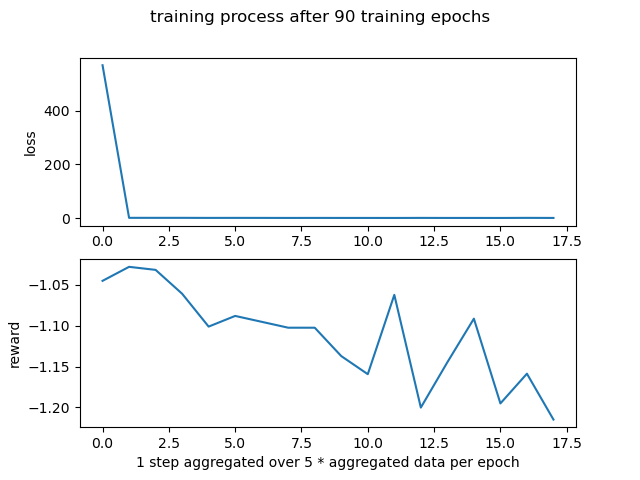 training process after 90 training epochs
400
200
0
loss
0.0 2.5 5.0 7.5 10.0 12.5 15.0 17.5
−1.05
−1.10
−1.15
−1.20
reward
0.0 2.5 5.0 7.5 10.0 12.5 15.0 17.5
1 step aggregated over 5 * aggregated data per epoch